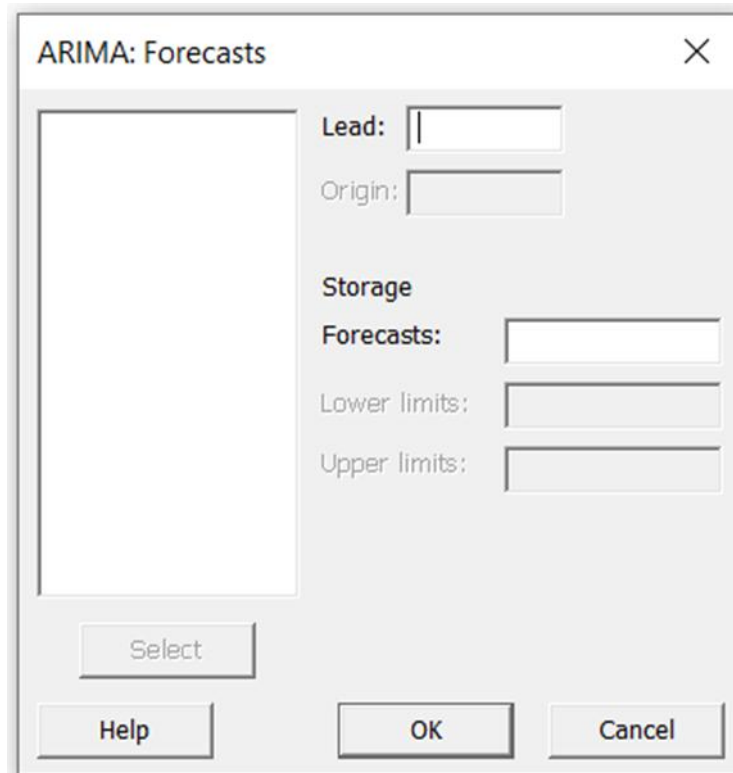 ARIMA: Forecasts
Lead:
Origin:
Storage
Forecasts:
Lower limits:
Upper limits:
Select
Help OK Cancel